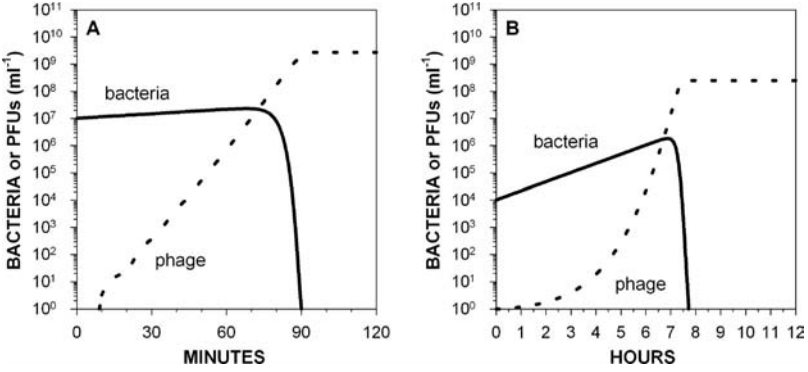 A
BACTERIA or PFUs (ml⁻¹)
10¹¹
10¹⁰
10⁹
10⁸
10⁷
10⁶
10⁵
10⁴
10³
10²
10¹
10⁰
bacteria
phage
0 30 60 90 120
MINUTES
B
BACTERIA or PFUs (ml⁻¹)
10¹¹
10¹⁰
10⁹
10⁸
10⁷
10⁶
10⁵
10⁴
10³
10²
10¹
10⁰
bacteria
phage
0 1 2 3 4 5 6 7 8 9 10 11 12
HOURS